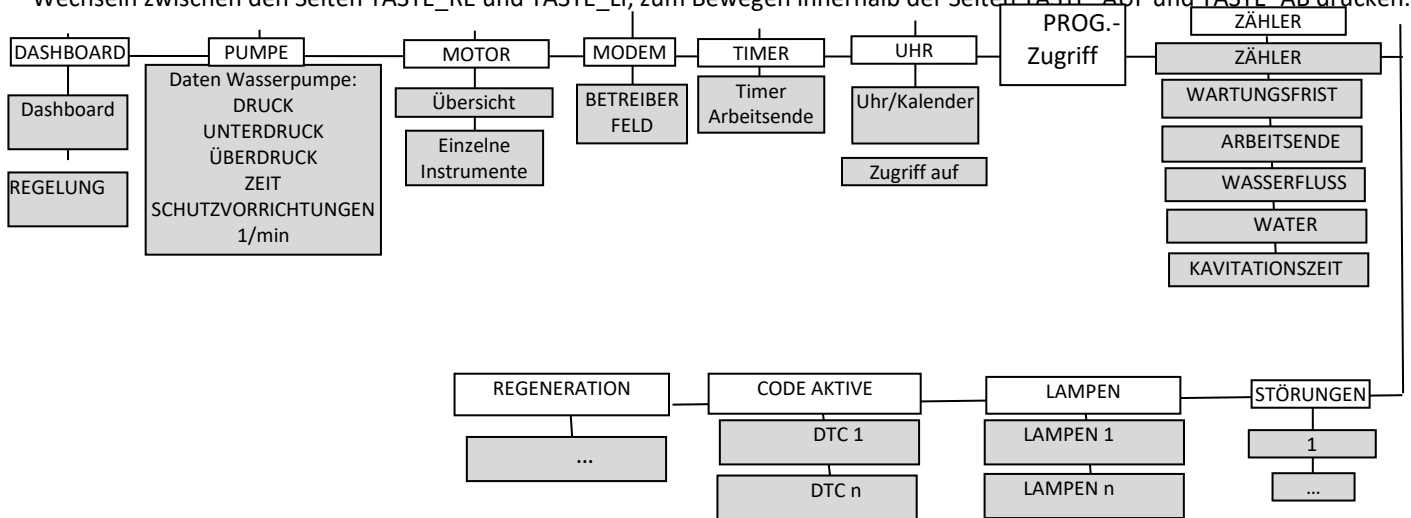 Wechseln zwischen den Seiten TASTE_RE und TASTE_LI, zum Bewegen innerhalb der Seiten TASTE_AUF und TASTE_AB drücken.
DASHBOARD
Dashboard
REGELUNG
PUMPE
Daten Wasserpumpe:
DRUCK
UNTERDRUCK
ÜBERDRUCK
ZEIT
SCHUTZVORRICHTUNGEN
1/min
MOTOR
Übersicht
Einzelne
Instrumente
MODEM
BETREIBER
FELD
TIMER
Timer
Arbeitsende
UHR
Uhr/Kalender
Zugriff auf
PROG.-
Zugriff
ZÄHLER
ZÄHLER
WARTUNGSFRIST
ARBEITSENDE
WASSERFLUSS
WATER
KAVITATIONSZEIT
REGENERATION
...
CODE AKTIVE
DTC 1
DTC n
LAMPEN
LAMPEN 1
LAMPEN n
STÖRUNGEN
1
...